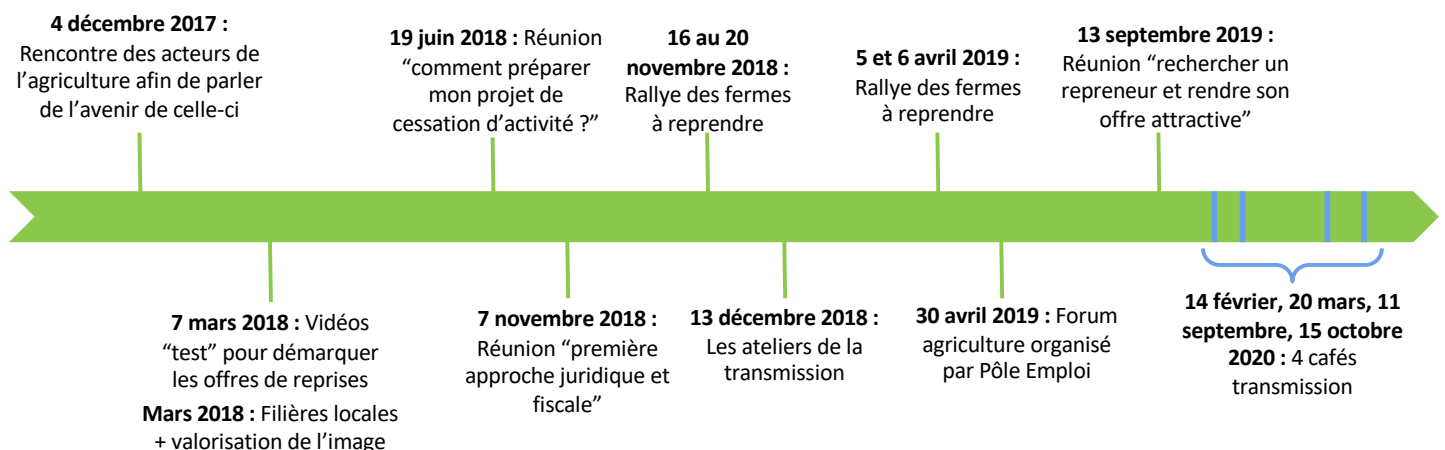 4 décembre 2017 :
Rencontre des acteurs de
l’agriculture afin de parler
de l’avenir de celle-ci
19 juin 2018 : Réunion
“comment préparer
mon projet de
cessation d’activité ?”
16 au 20
novembre 2018 :
Rallye des fermes
à reprendre
5 et 6 avril 2019 :
Rallye des fermes
à reprendre
13 septembre 2019 :
Réunion “rechercher un
repreneur et rendre son
offre attractive”
7 mars 2018 : Vidéos
“test” pour démarquer
les offres de reprises
Mars 2018 : Filières locales
+ valorisation de l’image
7 novembre 2018 :
Réunion “première
approche juridique et
fiscale”
13 décembre 2018 :
Les ateliers de la
transmission
30 avril 2019 : Forum
agriculture organisé
par Pôle Emploi
14 février, 20 mars, 11
septembre, 15 octobre
2020 : 4 cafés
transmission